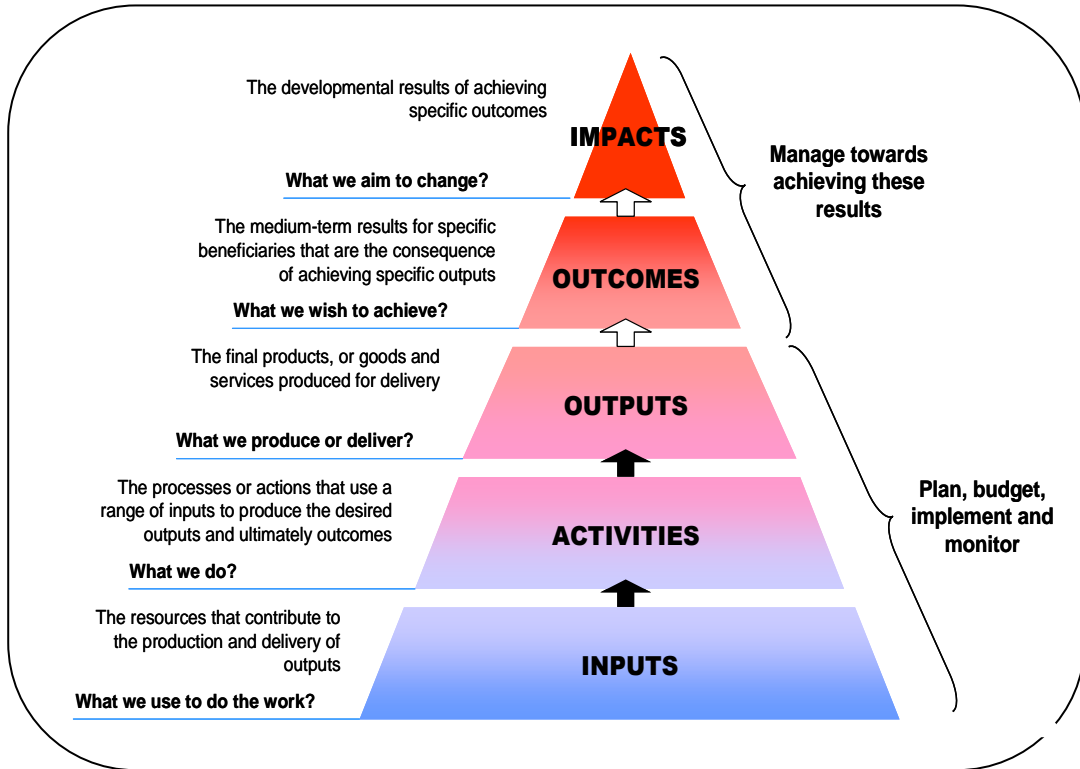 The developmental results of achieving
specific outcomes
IMPACTS
What we aim to change?
Manage towards
achieving these
results
The medium-term results for specific
beneficiaries that are the consequence
of achieving specific outputs
OUTCOMES
What we wish to achieve?
The final products, or goods and
services produced for delivery
OUTPUTS
What we produce or deliver?
The processes or actions that use a
range of inputs to produce the desired
outputs and ultimately outcomes
ACTIVITIES
What we do?
Plan, budget,
implement and
monitor
The resources that contribute to
the production and delivery of
outputs
INPUTS
What we use to do the work?